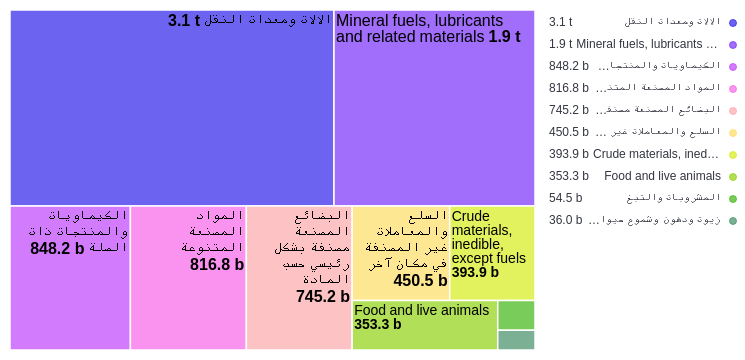 الالات ومعدات النقل 3.1 t
Mineral fuels, lubricants
and related materials 1.9 t
الكيماويات
والمنتجات ذات
الصلة 848.2 b
المواد
المصنعة
المتنوعة
816.8 b
البضائع
المصنعة
مصنفة بشكل
رئيسي حسب
المادة
745.2 b
السلع
والمعاملات
غير المصنفة
في مكان آخر
450.5 b
Crude
materials,
inedible,
except fuels
393.9 b
Food and live animals
353.3 b
3.1 t الالات ومعدات النقل
1.9 t Mineral fuels, lubricants …
848.2 b الكيماويات والمنتجا…
816.8 b المواد المصنعة المتن…
745.2 b البضائع المصنعة مصنف…
450.5 b السلع والمعاملات غير …
393.9 b Crude materials, ined…
353.3 b Food and live animals
54.5 b المشروبات والتبغ
36.0 b زيوت ودهون وشموع حيوا…